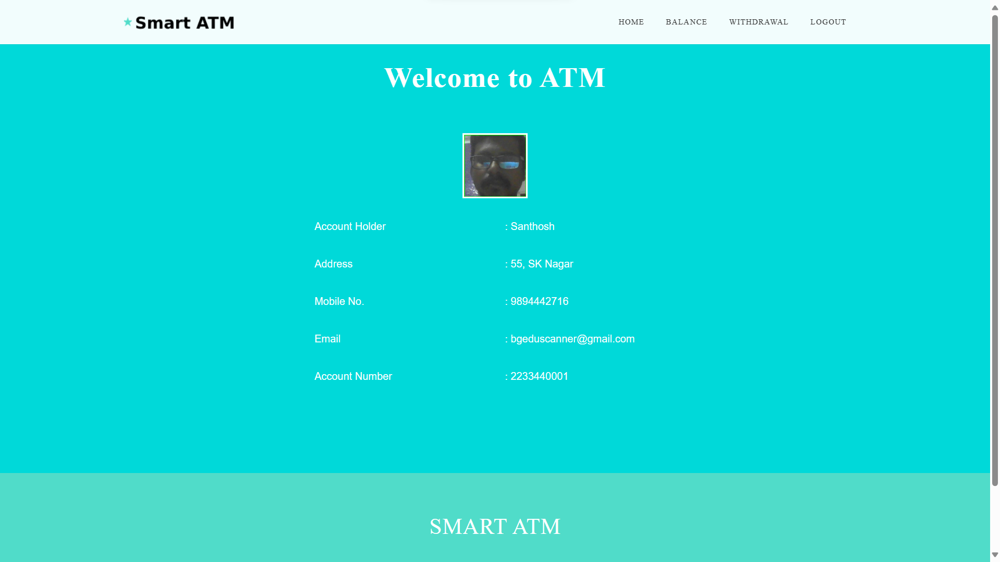 Smart ATM
HOME BALANCE WITHDRAWAL LOGOUT
Welcome to ATM
Account Holder : Santhosh
Address : 55, SK Nagar
Mobile No. : 9894442716
Email : bgeduscanner@gmail.com
Account Number : 2233440001
SMART ATM